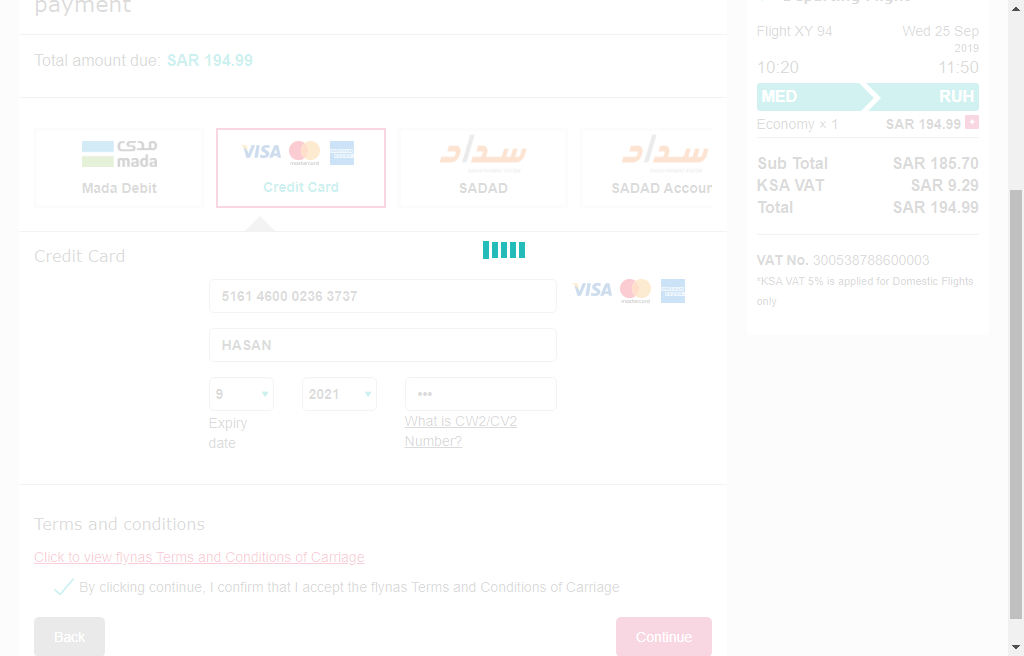 payment
Total amount due: SAR 194.99
مدى
mada
Mada Debit
VISA
mastercard
Credit Card
سداد
SADAD
سداد
SADAD Accour
Credit Card
5161 4600 0236 3737
VISA
mastercard
HASAN
9
2021
•••
Expiry
date
What is CW2/CV2
Number?
Terms and conditions
Click to view flynas Terms and Conditions of Carriage
By clicking continue, I confirm that I accept the flynas Terms and Conditions of Carriage
Back
Continue
Departing Flight
Flight XY 94
Wed 25 Sep
2019
10:20
11:50
MED
RUH
Economy × 1
SAR 194.99 +
Sub Total
SAR 185.70
KSA VAT
SAR 9.29
Total
SAR 194.99
VAT No. 300538788600003
*KSA VAT 5% is applied for Domestic Flights
only